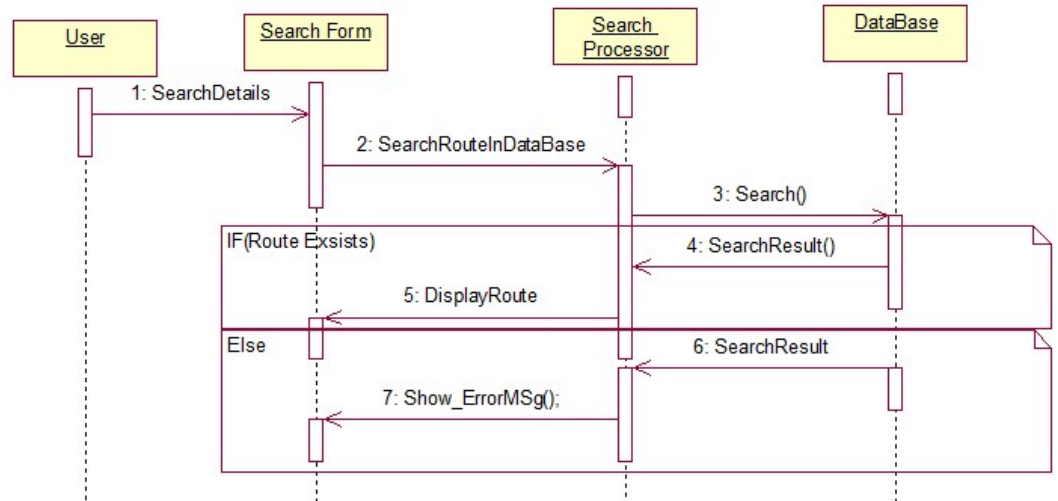 User
Search Form
Search
Processor
DataBase
1: SearchDetails
2: SearchRouteInDataBase
3: Search()
IF(Route Exsists)
4: SearchResult()
5: DisplayRoute
Else
6: SearchResult
7: Show_ErrorMSg();